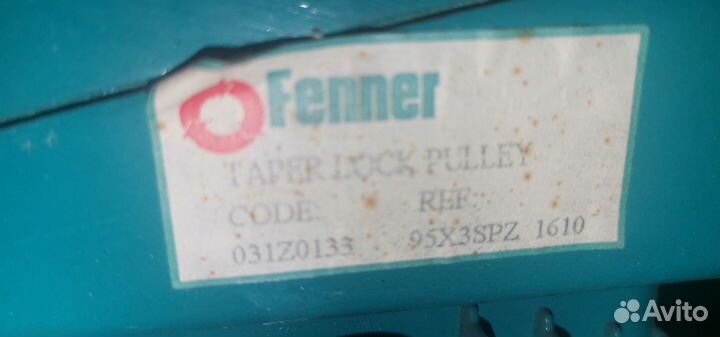 Fenner
TAPER LOCK PULLEY
CODE: REF:
031Z0133 95X3SPZ 1610
Avito